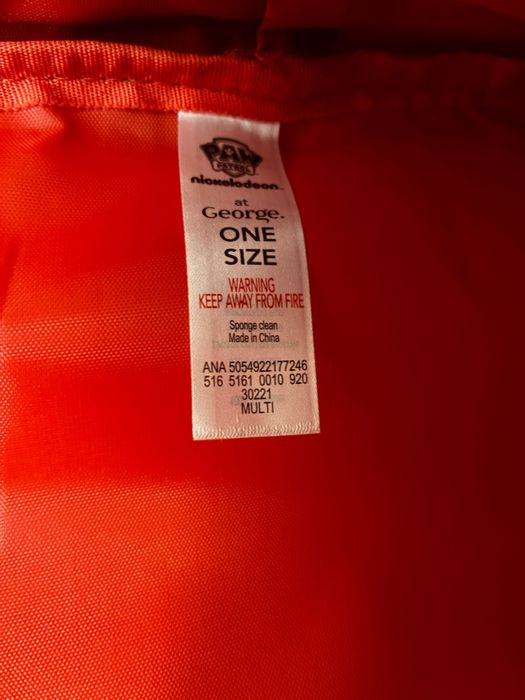 PAW
PATROL
nickelodeon
at
George.
ONE
SIZE
WARNING
KEEP AWAY FROM FIRE
Sponge clean
Made in China
ANA 5054922177246
516 5161 0010 920
30221
MULTI